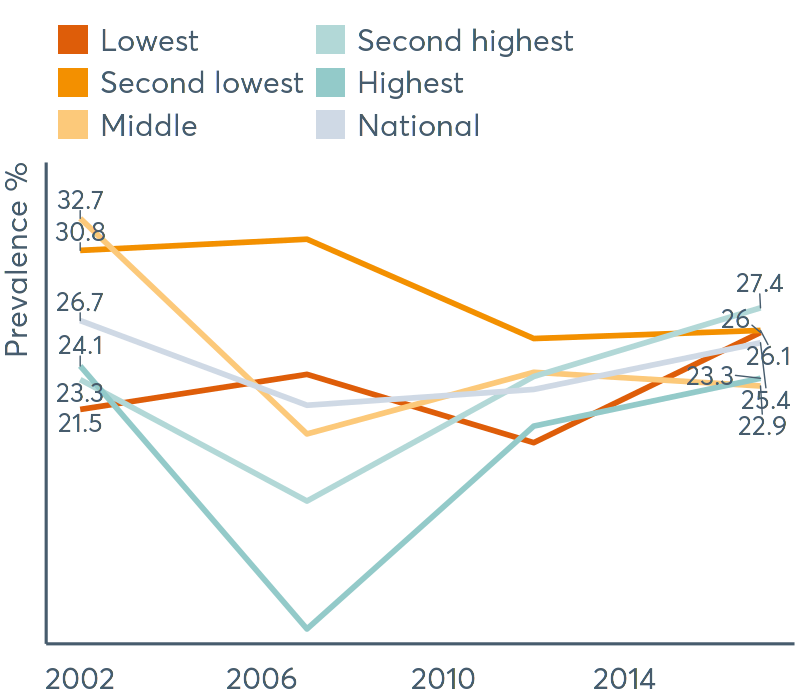 Lowest
Second lowest
Middle
Second highest
Highest
National
Prevalence %
32.7
30.8
26.7
24.1
23.3
21.5
27.4
26
26.1
23.3
25.4
22.9
2002 2006 2010 2014